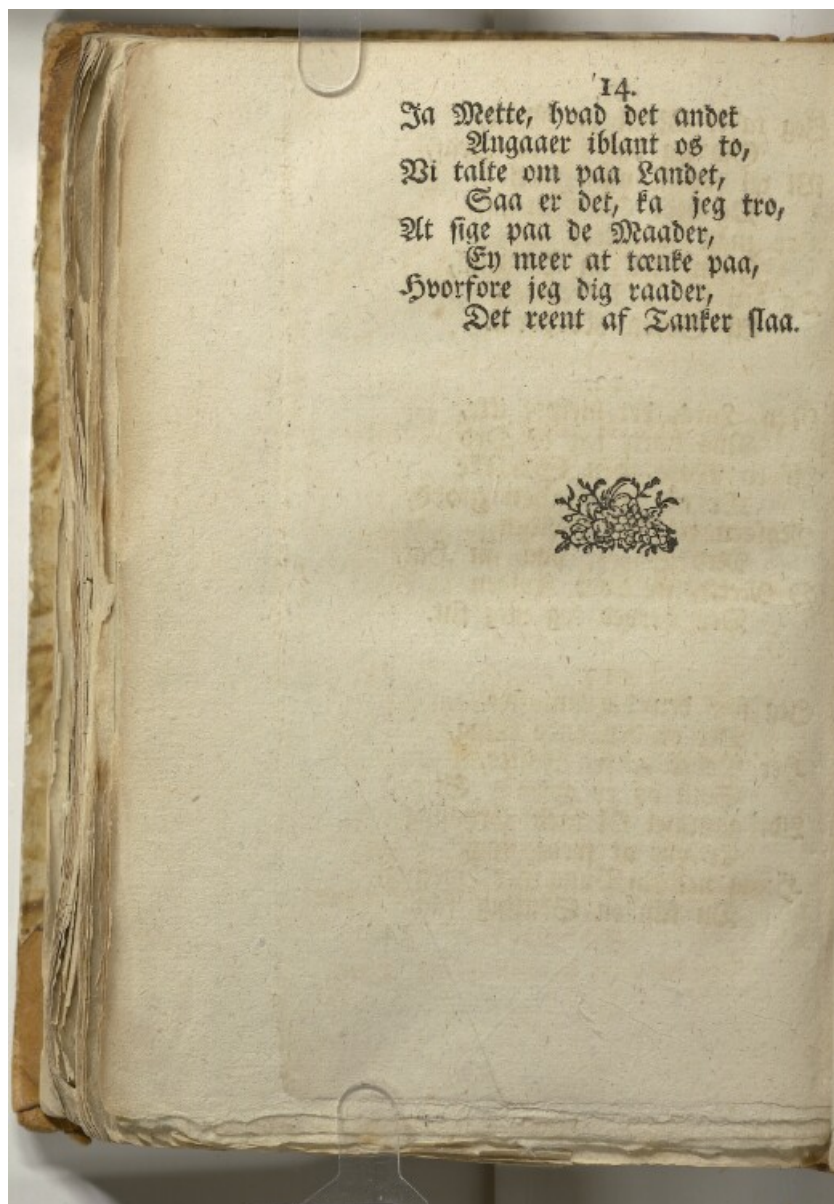 14.
Ja Mette, hvad det andet
Angaaer iblant os to,
Vi talte om paa Landet,
Saa er det, ka jeg tro,
At sige paa de Maader,
Ey meer at tænke paa,
Hvorfore jeg dig raader,
Det reent af Tanker slaa.